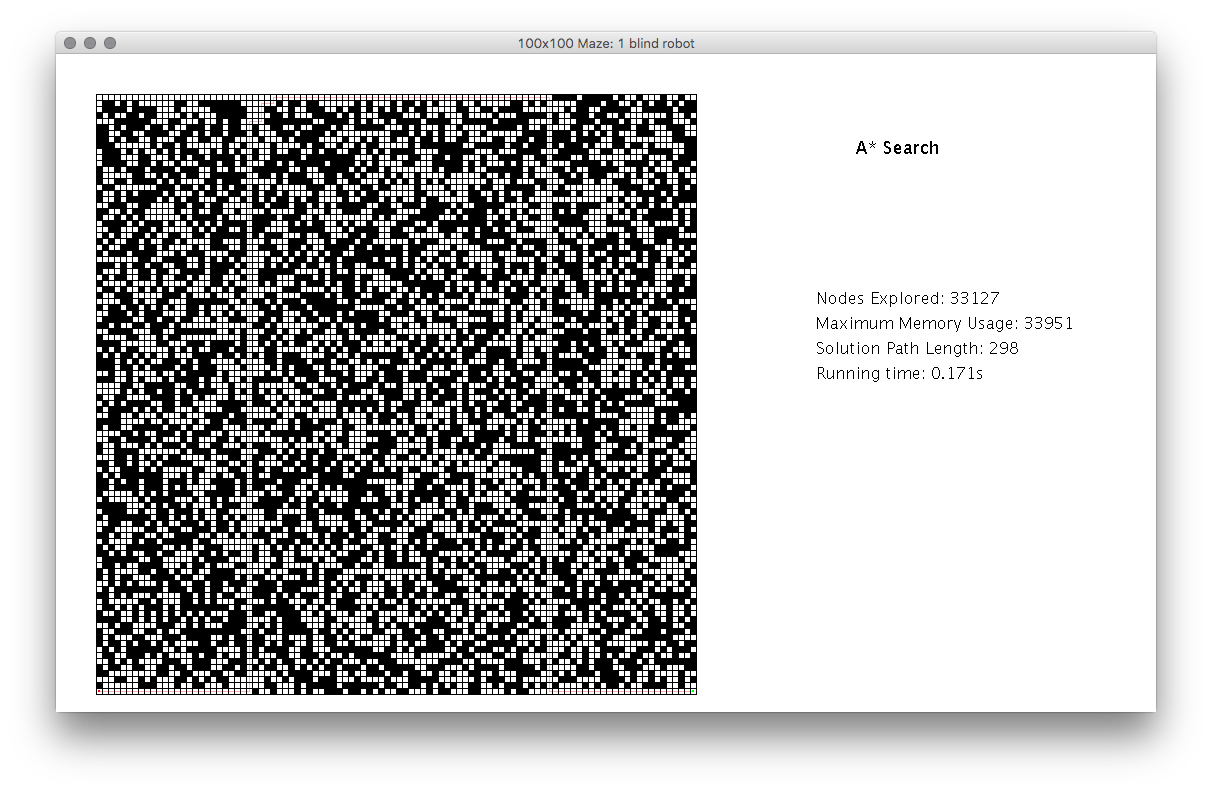 100x100 Maze: 1 blind robot
A* Search
Nodes Explored: 33127
Maximum Memory Usage: 33951
Solution Path Length: 298
Running time: 0.171s